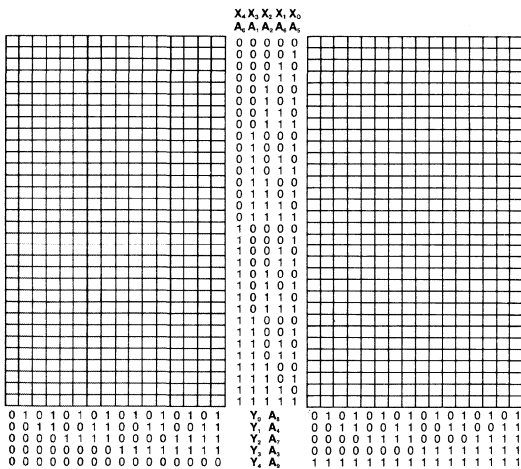 X₄ X₃ X₂ X₁ X₀
0 0 0 0 0
0 0 0 0 1
0 0 0 1 0
0 0 0 1 1
0 0 1 0 0
0 0 1 0 1
0 0 1 1 0
0 0 1 1 1
0 1 0 0 0
0 1 0 0 1
0 1 0 1 0
0 1 0 1 1
0 1 1 0 0
0 1 1 0 1
0 1 1 1 0
0 1 1 1 1
1 0 0 0 0
1 0 0 0 1
1 0 0 1 0
1 0 0 1 1
1 0 1 0 0
1 0 1 0 1
1 0 1 1 0
1 0 1 1 1
1 1 0 0 0
1 1 0 0 1
1 1 0 1 0
1 1 0 1 1
1 1 1 0 0
1 1 1 0 1
1 1 1 1 0
1 1 1 1 1
0 1 0 1 0 1 0 1 0 1 0 1 0 1 0 1 Y₀ 0 1 0 1 0 1 0 1 0 1 0 1 0 1 0 1
0 0 1 1 0 0 1 1 0 0 1 1 0 0 1 1 Y₁ 0 0 1 1 0 0 1 1 0 0 1 1 0 0 1 1
0 0 0 0 1 1 1 1 0 0 0 0 1 1 1 1 Y₂ A₇ 0 0 0 0 1 1 1 1 0 0 0 0 1 1 1 1
0 0 0 0 0 0 0 0 1 1 1 1 1 1 1 1 Y₃ 0 0 0 0 0 0 0 0 1 1 1 1 1 1 1 1
0 0 0 0 0 0 0 0 0 0 0 0 0 0 0 0 Y₄ A₉ 1 1 1 1 1 1 1 1 1 1 1 1 1 1 1 1